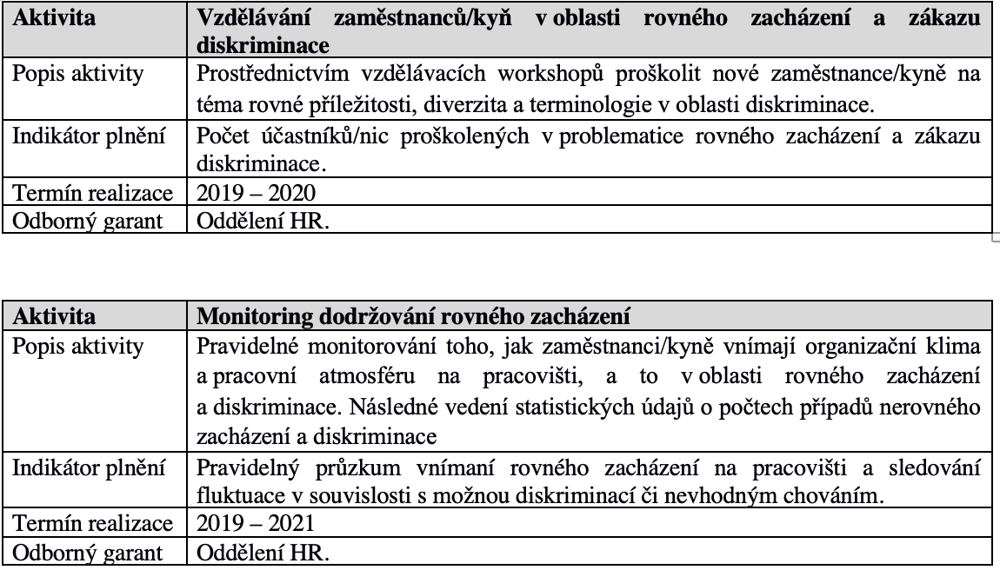 Aktivita Vzdělávání zaměstnanců/kyň v oblasti rovného zacházení a zákazu
diskriminace
Popis aktivity Prostřednictvím vzdělávacích workshopů proškolit nové zaměstnance/kyně na
téma rovné příležitosti, diverzita a terminologie v oblasti diskriminace.
Indikátor plnění Počet účastníků/nic proškolených v problematice rovného zacházení a zákazu
diskriminace.
Termín realizace 2019 – 2020
Odborný garant Oddělení HR.
Aktivita Monitoring dodržování rovného zacházení
Popis aktivity Pravidelné monitorování toho, jak zaměstnanci/kyně vnímají organizační klima
a pracovní atmosféru na pracovišti, a to v oblasti rovného zacházení
a diskriminace. Následné vedení statistických údajů o počtech případů nerovného
zacházení a diskriminace
Indikátor plnění Pravidelný průzkum vnímaní rovného zacházení na pracovišti a sledování
fluktuace v souvislosti s možnou diskriminací či nevhodným chováním.
Termín realizace 2019 – 2021
Odborný garant Oddělení HR.